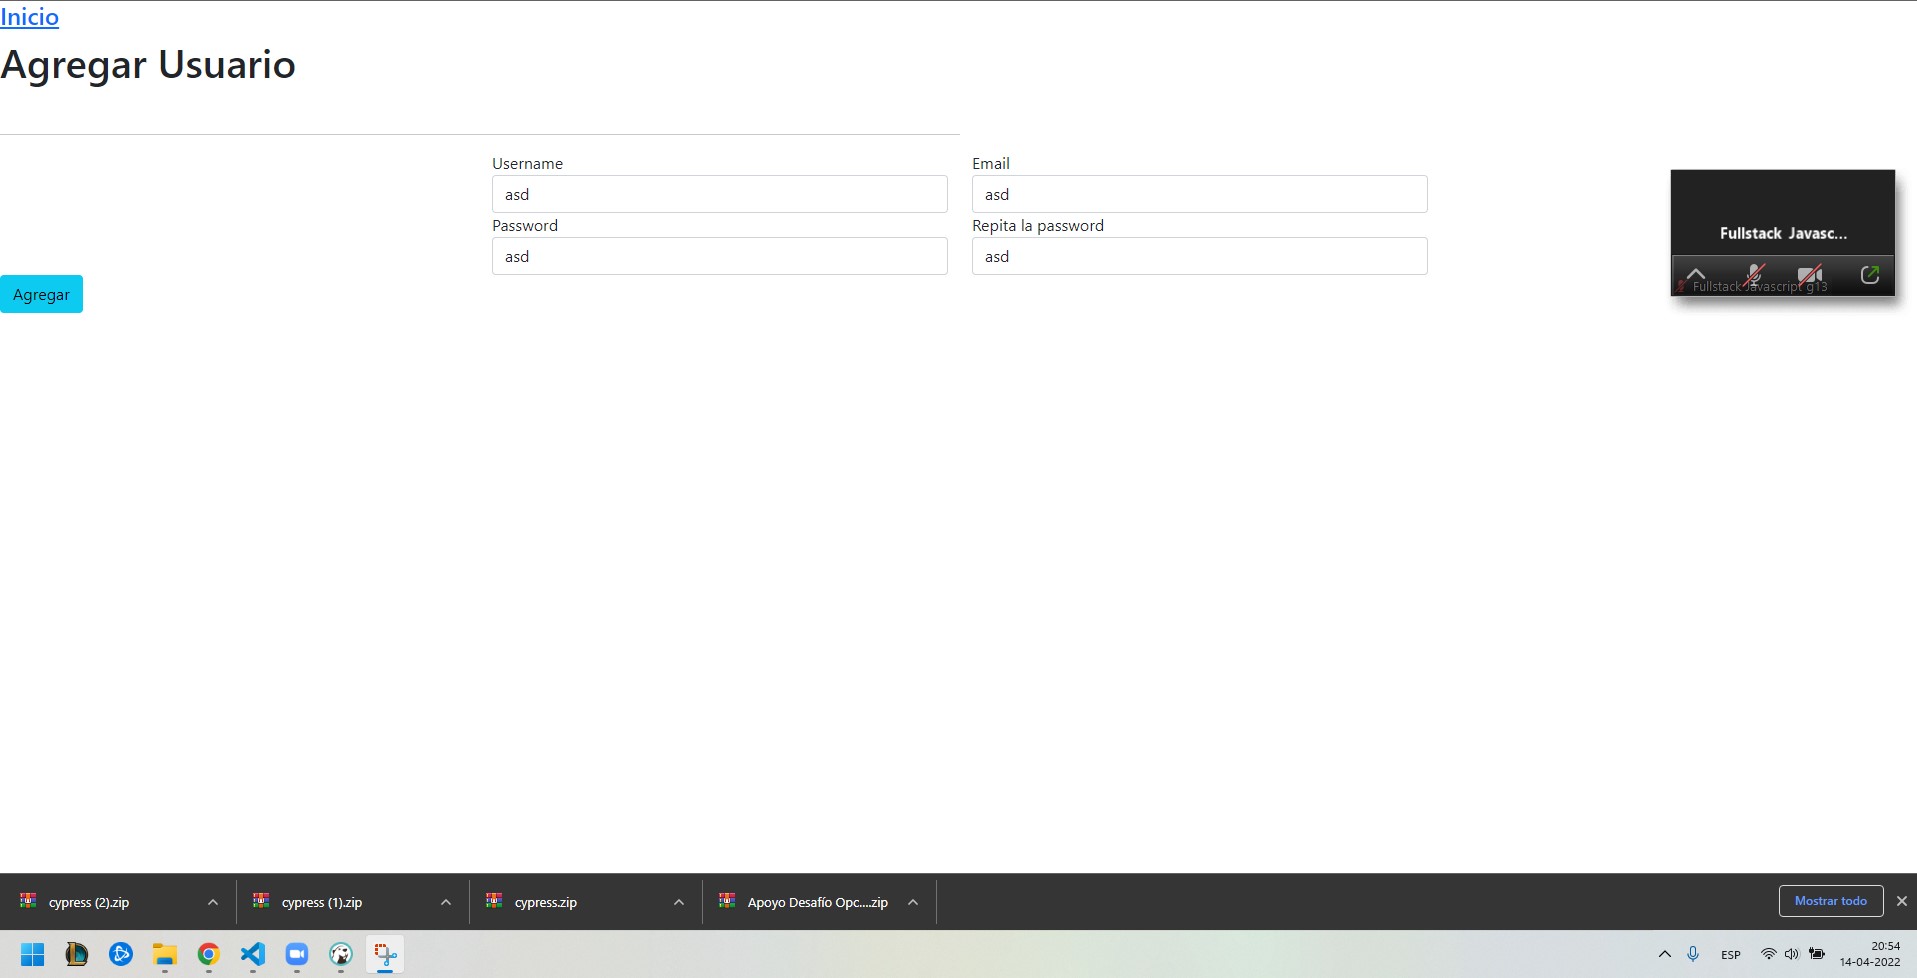 Inicio
Agregar Usuario
Username
Email
asd
asd
Password
Repita la password
asd
asd
Agregar
Fullstack Javasc...
Fullstack Javascript g13
cypress (2).zip
cypress (1).zip
cypress.zip
Apoyo Desafío Opc....zip
Mostrar todo
ESP
20:54
14-04-2022